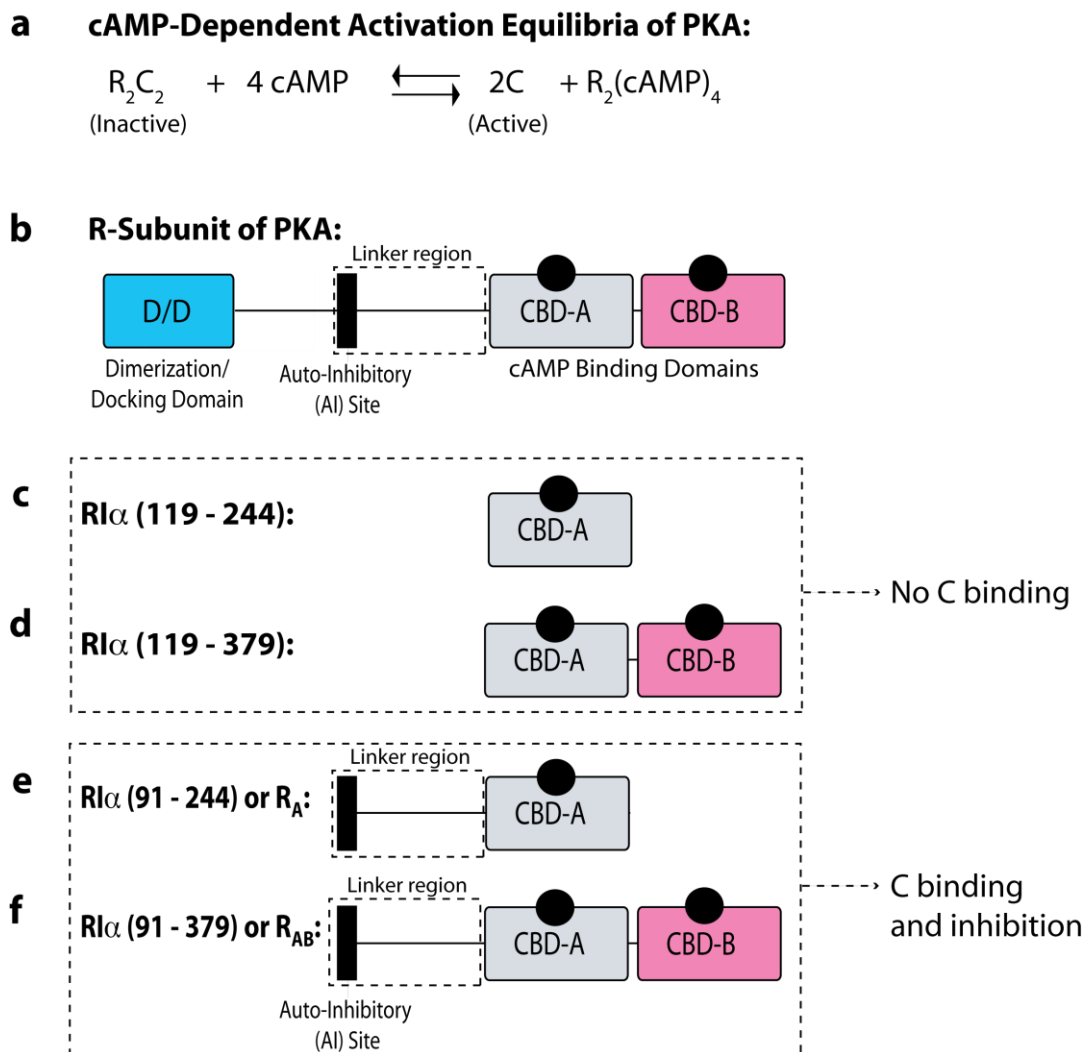 a cAMP-Dependent Activation Equilibria of PKA:
R₂C₂ + 4 cAMP 2C + R₂(cAMP)₄
(Inactive) (Active)
b R-Subunit of PKA:
Linker region
D/D CBD-A CBD-B
Dimerization/
Docking Domain
Auto-Inhibitory
(AI) Site
cAMP Binding Domains
c RIα (119 - 244):
CBD-A
d RIα (119 - 379):
CBD-A CBD-B
No C binding
e RIα (91 - 244) or R_A:
Linker region
CBD-A
f RIα (91 - 379) or R_AB:
Linker region
CBD-A CBD-B
Auto-Inhibitory
(AI) Site
C binding
and inhibition